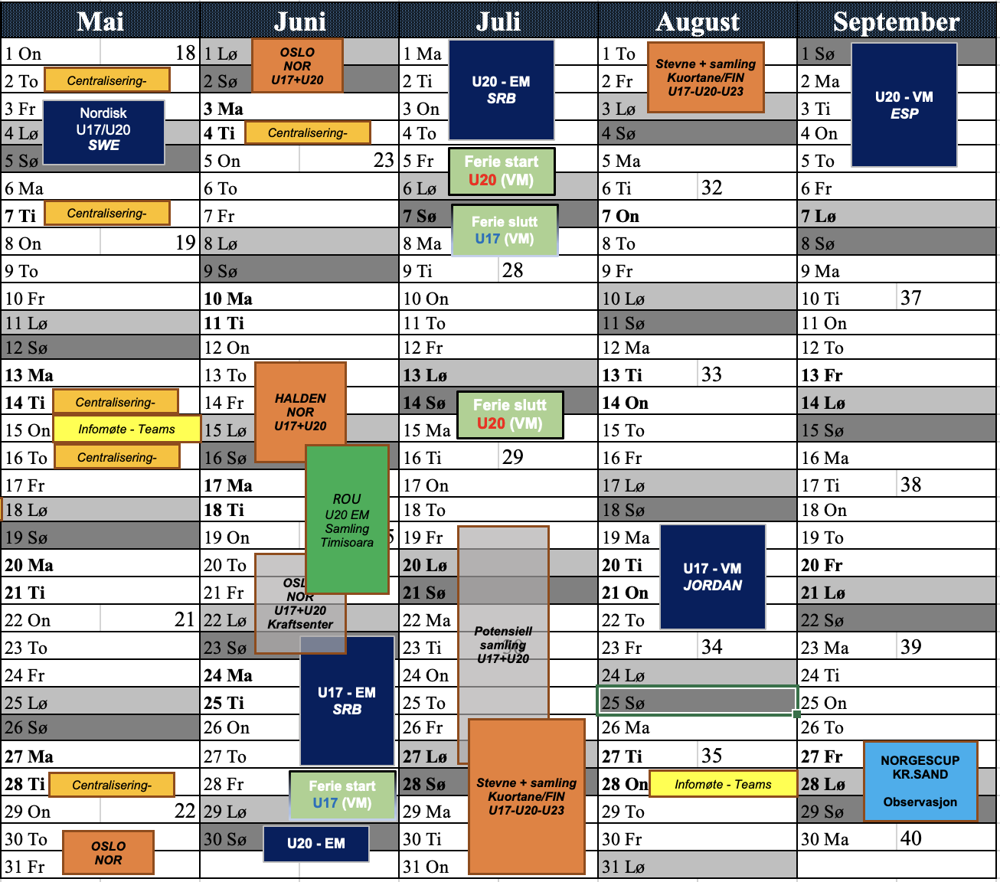 Mai
1 On 18
2 To Centralisering-
3 Fr Nordisk
4 Lø U17/U20
SWE
5 Sø
6 Ma
7 Ti Centralisering-
8 On 19
9 To
10 Fr
11 Lø
12 Sø
13 Ma
14 Ti Centralisering-
15 On Infomøte - Teams
16 To Centralisering-
17 Fr
18 Lø
19 Sø
20 Ma
21 Ti
22 On 21
23 To
24 Fr
25 Lø
26 Sø
27 Ma
28 Ti Centralisering-
29 On 22
30 To OSLO
31 Fr NOR
Juni
1 Lø OSLO
NOR
2 Sø U17+U20
3 Ma
4 Ti Centralisering-
5 On 23
6 To
7 Fr
8 Lø
9 Sø
10 Ma
11 Ti
12 On
13 To
14 Fr HALDEN
NOR
15 Lø U17+U20
16 Sø
17 Ma
18 Ti ROU
U20 EM
Samling
19 On Timisoara 5
20 To
21 Fr OSL
NOR
U17+U20
22 Lø Kraftsenter
23 Sø
24 Ma
25 Ti U17 - EM
SRB
26 On
27 To
28 Fr Ferie start
29 Lø U17 (VM)
30 Sø U20 - EM
Juli
1 Ma
2 Ti U20 - EM
3 On SRB
4 To
5 Fr Ferie start
6 Lø U20 (VM)
7 Sø Ferie slutt
8 Ma U17 (VM)
9 Ti 28
10 On
11 To
12 Fr
13 Lø
14 Sø Ferie slutt
15 Ma U20 (VM)
16 Ti 29
17 On
18 To
19 Fr
20 Lø
21 Sø
22 Ma Potensiell
23 Ti samling 30
U17+U20
24 On
25 To
26 Fr
27 Lø
28 Sø Stevne + samling
Kuortane/FIN
29 Ma U17-U20-U23
30 Ti
31 On
August
1 To Stevne + samling
2 Fr Kuortane/FIN
U17-U20-U23
3 Lø
4 Sø
5 Ma
6 Ti 32
7 On
8 To
9 Fr
10 Lø
11 Sø
12 Ma
13 Ti 33
14 On
15 To
16 Fr
17 Lø
18 Sø
19 Ma
20 Ti U17 - VM
21 On JORDAN
22 To
23 Fr 34
24 Lø
25 Sø
26 Ma
27 Ti 35
28 On Infomøte - Teams
29 To
30 Fr
31 Lø
September
1 Sø
2 Ma
3 Ti U20 - VM
ESP
4 On
5 To
6 Fr
7 Lø
8 Sø
9 Ma
10 Ti 37
11 On
12 To
13 Fr
14 Lø
15 Sø
16 Ma
17 Ti 38
18 On
19 To
20 Fr
21 Lø
22 Sø
23 Ma 39
24 Ti
25 On
26 To
27 Fr NORGESCUP
KR.SAND
28 Lø
29 Sø Observasjon
30 Ma 40